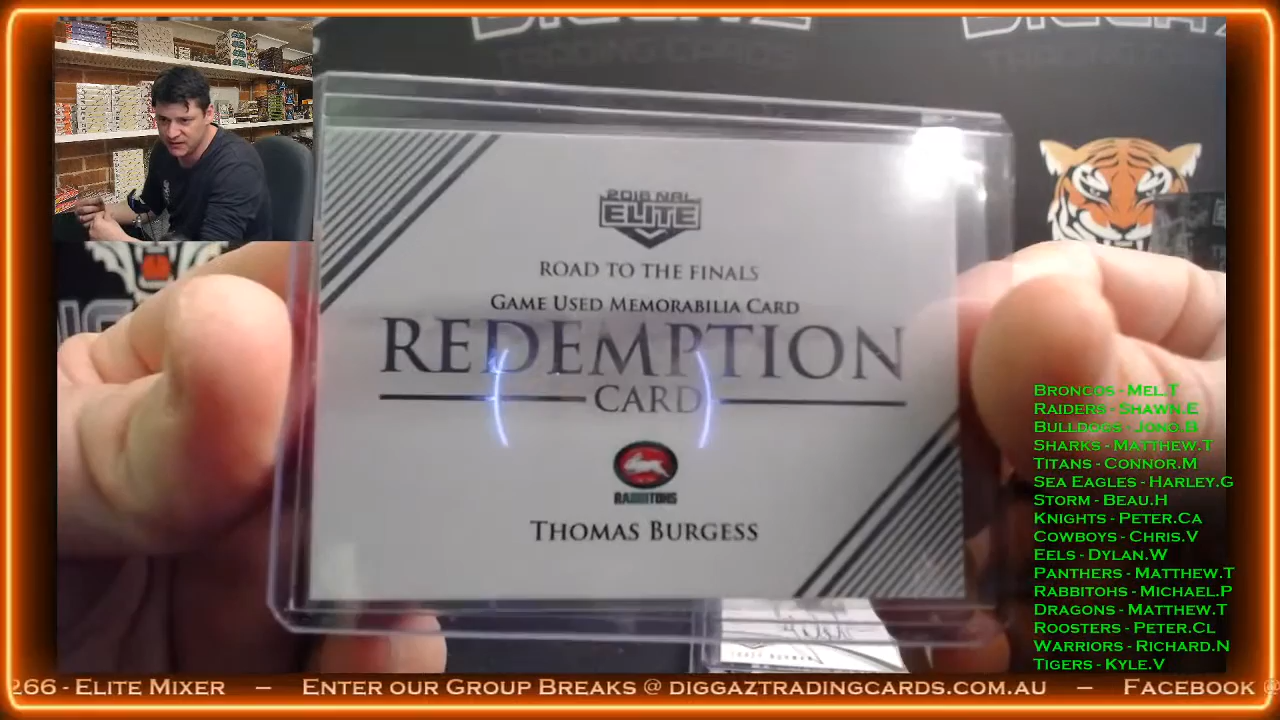 DIGGAZ
TRADING CARDS
2018 NRL
ELITE
ROAD TO THE FINALS
GAME USED MEMORABILIA CARD
REDEMPTION
CARD
RABBITOHS
THOMAS BURGESS
BRONCOS - MEL.T
RAIDERS - SHAWN.E
BULLDOGS - JONO.B
SHARKS - MATTHEW.T
TITANS - CONNOR.M
SEA EAGLES - HARLEY.G
STORM - BEAU.H
KNIGHTS - PETER.CA
COWBOYS - CHRIS.V
EELS - DYLAN.W
PANTHERS - MATTHEW.T
RABBITOHS - MICHAEL.P
DRAGONS - MATTHEW.T
ROOSTERS - PETER.CL
WARRIORS - RICHARD.N
TIGERS - KYLE.V
266 - ELITE MIXER — ENTER OUR GROUP BREAKS @ DIGGAZTRADINGCARDS.COM.AU — FACEBOOK @